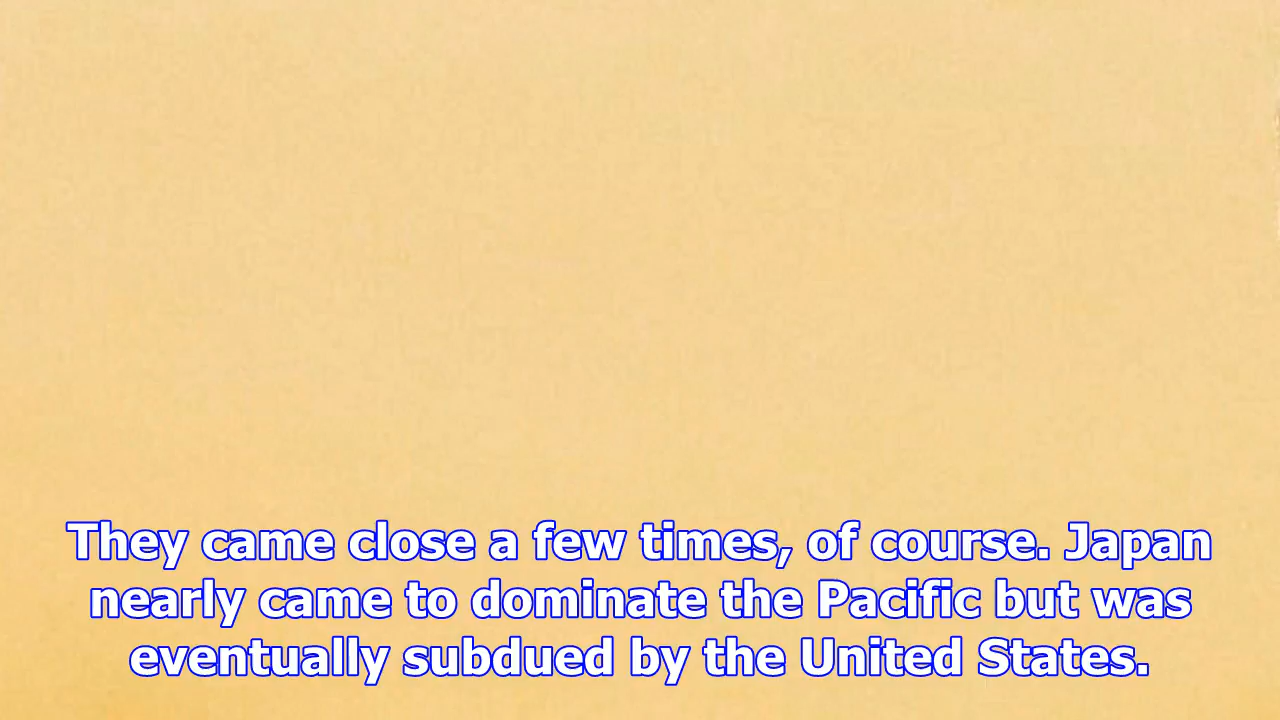 They came close a few times, of course. Japan
nearly came to dominate the Pacific but was
eventually subdued by the United States.